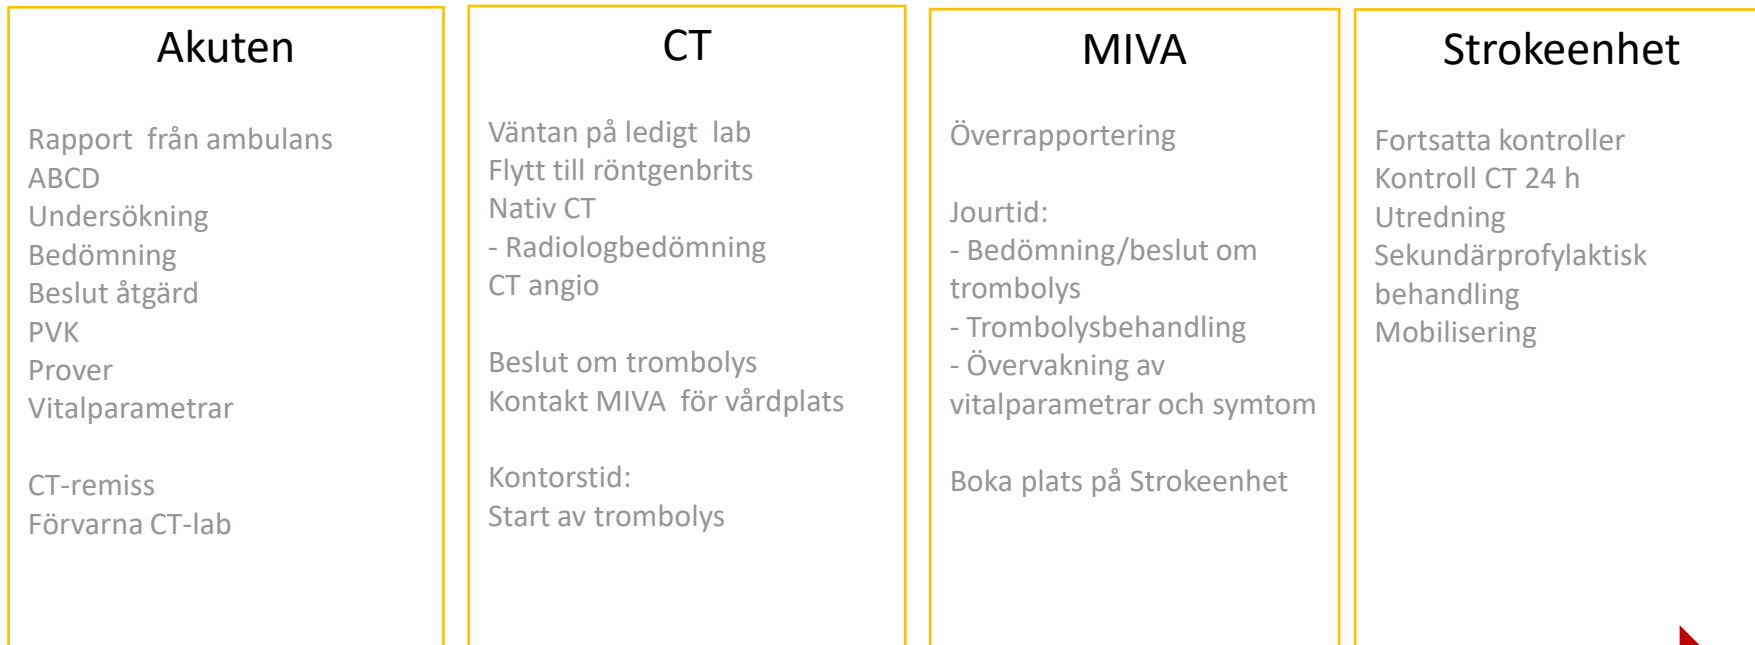 Akuten
Rapport från ambulans
ABCD
Undersökning
Bedömning
Beslut åtgärd
PVK
Prover
Vitalparametrar
CT-remiss
Förvarna CT-lab
CT
Väntan på ledigt lab
Flytt till röntgenbrits
Nativ CT
- Radiologbedömning
CT angio
Beslut om trombolys
Kontakt MIVA för vårdplats
Kontorstid:
Start av trombolys
MIVA
Överrapportering
Jourtid:
- Bedömning/beslut om
trombolys
- Trombolysbehandling
- Övervakning av
vitalparametrar och symtom
Boka plats på Strokeenhet
Strokeenhet
Fortsatta kontroller
Kontroll CT 24 h
Utredning
Sekundärprofylaktisk
behandling
Mobilisering